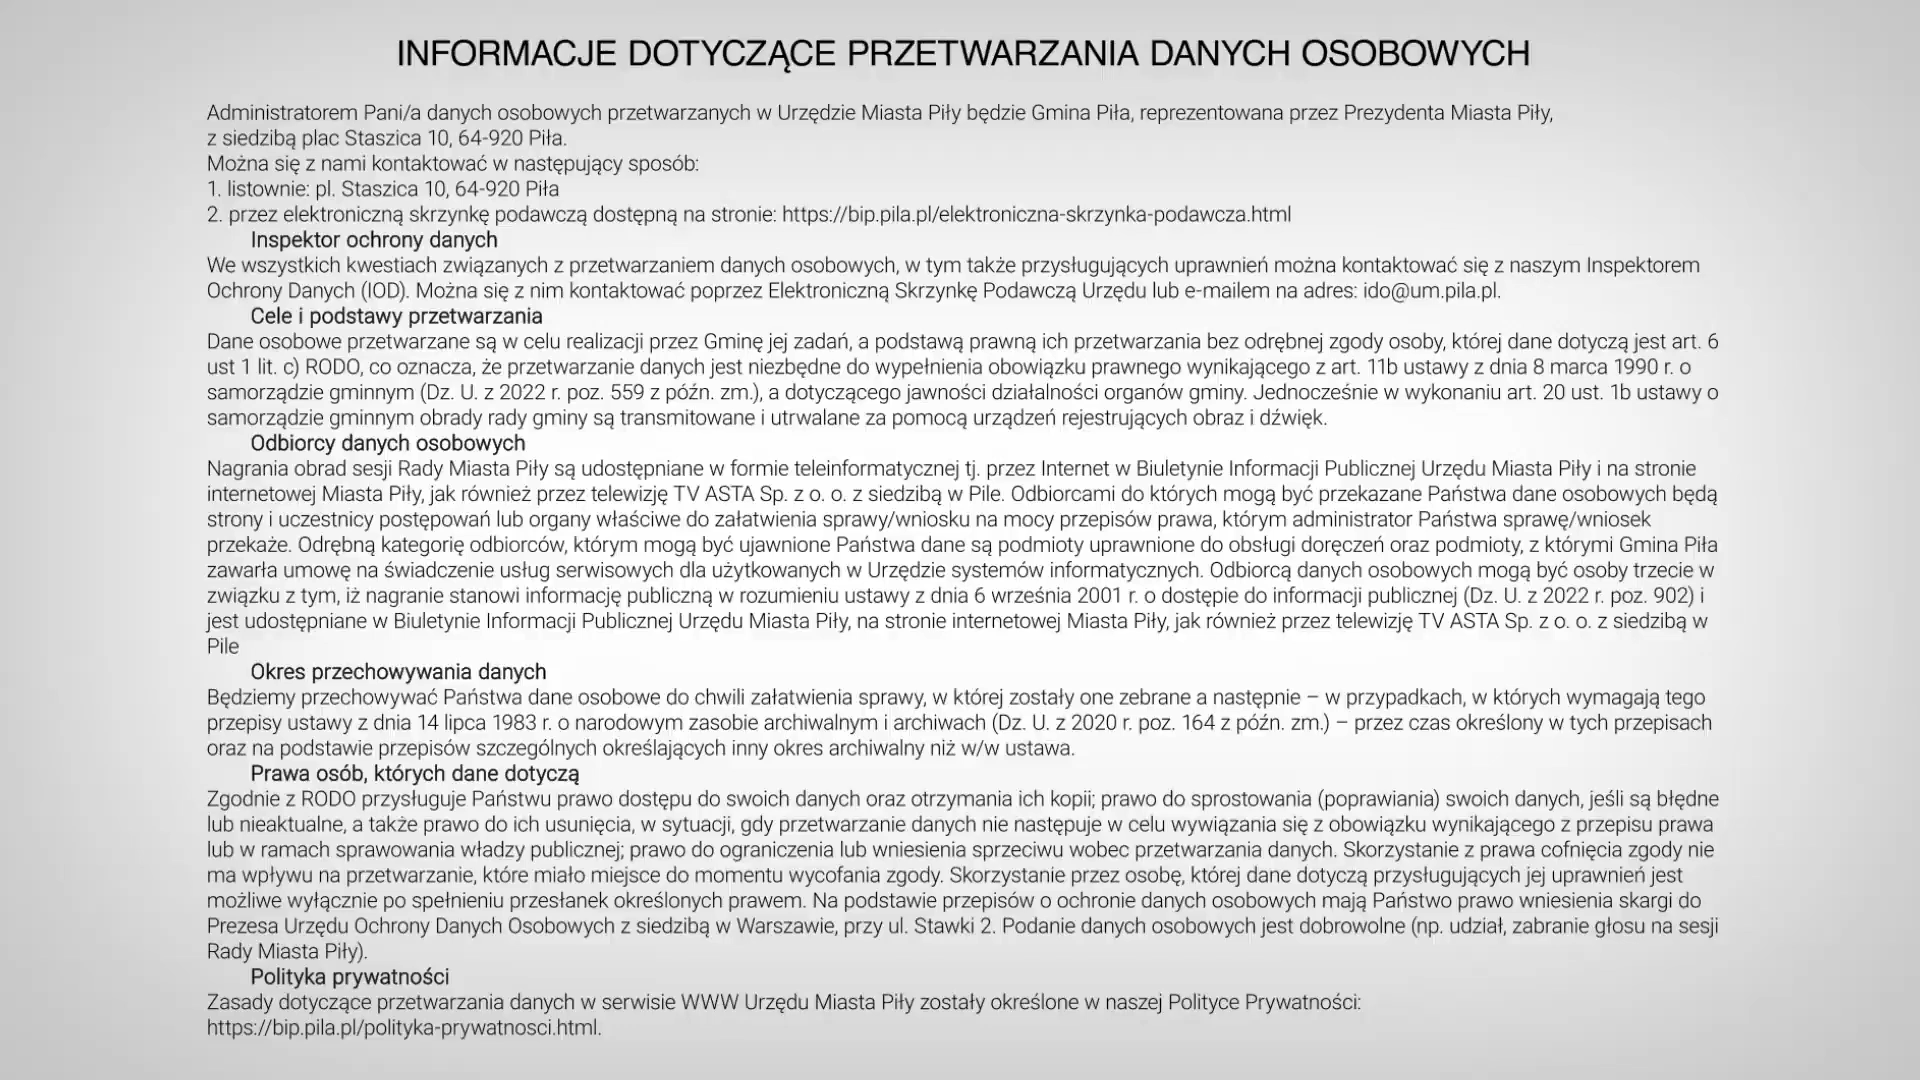 INFORMACJE DOTYCZĄCE PRZETWARZANIA DANYCH OSOBOWYCH
Administratorem Pani/a danych osobowych przetwarzanych w Urzędzie Miasta Piły będzie Gmina Piła, reprezentowana przez Prezydenta Miasta Piły,
z siedzibą plac Staszica 10, 64-920 Piła.
Można się z nami kontaktować w następujący sposób:
1. listownie: pl. Staszica 10, 64-920 Piła
2. przez elektroniczną skrzynkę podawczą dostępną na stronie: https://bip.pila.pl/elektroniczna-skrzynka-podawcza.html
Inspektor ochrony danych
We wszystkich kwestiach związanych z przetwarzaniem danych osobowych, w tym także przysługujących uprawnień można kontaktować się z naszym Inspektorem
Ochrony Danych (IOD). Można się z nim kontaktować poprzez Elektroniczną Skrzynkę Podawczą Urzędu lub e-mailem na adres: ido@um.pila.pl.
Cele i podstawy przetwarzania
Dane osobowe przetwarzane są w celu realizacji przez Gminę jej zadań, a podstawą prawną ich przetwarzania bez odrębnej zgody osoby, której dane dotyczą jest art. 6
ust 1 lit. c) RODO, co oznacza, że przetwarzanie danych jest niezbędne do wypełnienia obowiązku prawnego wynikającego z art. 11b ustawy z dnia 8 marca 1990 r. o
samorządzie gminnym (Dz. U. z 2022 r. poz. 559 z późn. zm.), a dotyczącego jawności działalności organów gminy. Jednocześnie w wykonaniu art. 20 ust. 1b ustawy o
samorządzie gminnym obrady rady gminy są transmitowane i utrwalane za pomocą urządzeń rejestrujących obraz i dźwięk.
Odbiorcy danych osobowych
Nagrania obrad sesji Rady Miasta Piły są udostępniane w formie teleinformatycznej tj. przez Internet w Biuletynie Informacji Publicznej Urzędu Miasta Piły i na stronie
internetowej Miasta Piły, jak również przez telewizję TV ASTA Sp. z o. o. z siedzibą w Pile. Odbiorcami do których mogą być przekazane Państwa dane osobowych będą
strony i uczestnicy postępowań lub organy właściwe do załatwienia sprawy/wniosku na mocy przepisów prawa, którym administrator Państwa sprawę/wniosek
przekaże. Odrębną kategorię odbiorców, którym mogą być ujawnione Państwa dane są podmioty uprawnione do obsługi doręczeń oraz podmioty, z którymi Gmina Piła
zawarła umowę na świadczenie usług serwisowych dla użytkowanych w Urzędzie systemów informatycznych. Odbiorcą danych osobowych mogą być osoby trzecie w
związku z tym, iż nagranie stanowi informację publiczną w rozumieniu ustawy z dnia 6 września 2001 r. o dostępie do informacji publicznej (Dz. U. z 2022 r. poz. 902) i
jest udostępniane w Biuletynie Informacji Publicznej Urzędu Miasta Piły, na stronie internetowej Miasta Piły, jak również przez telewizję TV ASTA Sp. z o. o. z siedzibą w
Pile
Okres przechowywania danych
Będziemy przechowywać Państwa dane osobowe do chwili załatwienia sprawy, w której zostały one zebrane a następnie – w przypadkach, w których wymagają tego
przepisy ustawy z dnia 14 lipca 1983 r. o narodowym zasobie archiwalnym i archiwach (Dz. U. z 2020 r. poz. 164 z późn. zm.) – przez czas określony w tych przepisach
oraz na podstawie przepisów szczególnych określających inny okres archiwalny niż w/w ustawa.
Prawa osób, których dane dotyczą
Zgodnie z RODO przysługuje Państwu prawo dostępu do swoich danych oraz otrzymania ich kopii; prawo do sprostowania (poprawiania) swoich danych, jeśli są błędne
lub nieaktualne, a także prawo do ich usunięcia, w sytuacji, gdy przetwarzanie danych nie następuje w celu wywiązania się z obowiązku wynikającego z przepisu prawa
lub w ramach sprawowania władzy publicznej; prawo do ograniczenia lub wniesienia sprzeciwu wobec przetwarzania danych. Skorzystanie z prawa cofnięcia zgody nie
ma wpływu na przetwarzanie, które miało miejsce do momentu wycofania zgody. Skorzystanie przez osobę, której dane dotyczą przysługujących jej uprawnień jest
możliwe wyłącznie po spełnieniu przesłanek określonych prawem. Na podstawie przepisów o ochronie danych osobowych mają Państwo prawo wniesienia skargi do
Prezesa Urzędu Ochrony Danych Osobowych z siedzibą w Warszawie, przy ul. Stawki 2. Podanie danych osobowych jest dobrowolne (np. udział, zabranie głosu na sesji
Rady Miasta Piły).
Polityka prywatności
Zasady dotyczące przetwarzania danych w serwisie WWW Urzędu Miasta Piły zostały określone w naszej Polityce Prywatności:
https://bip.pila.pl/polityka-prywatnosci.html.